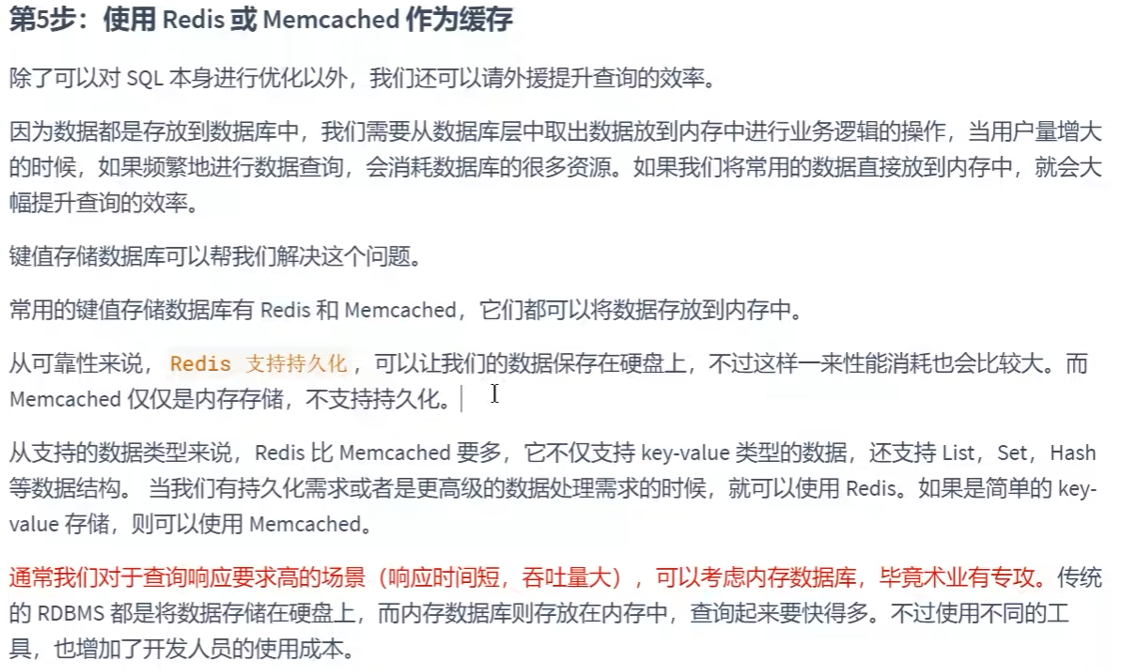 第5步：使用 Redis 或 Memcached 作为缓存
除了可以对 SQL 本身进行优化以外，我们还可以请外援提升查询的效率。
因为数据都是存放到数据库中，我们需要从数据库层中取出数据放到内存中进行业务逻辑的操作，当用户量增大
的时候，如果频繁地进行数据查询，会消耗数据库的很多资源。如果我们将常用的数据直接放到内存中，就会大
幅提升查询的效率。
键值存储数据库可以帮我们解决这个问题。
常用的键值存储数据库有 Redis 和 Memcached，它们都可以将数据存放到内存中。
从可靠性来说， Redis 支持持久化 ，可以让我们的数据保存在硬盘上，不过这样一来性能消耗也会比较大。而
Memcached 仅仅是内存存储，不支持持久化。
从支持的数据类型来说，Redis 比 Memcached 要多，它不仅支持 key-value 类型的数据，还支持 List，Set，Hash
等数据结构。 当我们有持久化需求或者是更高级的数据处理需求的时候，就可以使用 Redis。如果是简单的 key-
value 存储，则可以使用 Memcached。
通常我们对于查询响应要求高的场景（响应时间短，吞吐量大），可以考虑内存数据库，毕竟术业有专攻。传统
的 RDBMS 都是将数据存储在硬盘上，而内存数据库则存放在内存中，查询起来要快得多。不过使用不同的工
具，也增加了开发人员的使用成本。